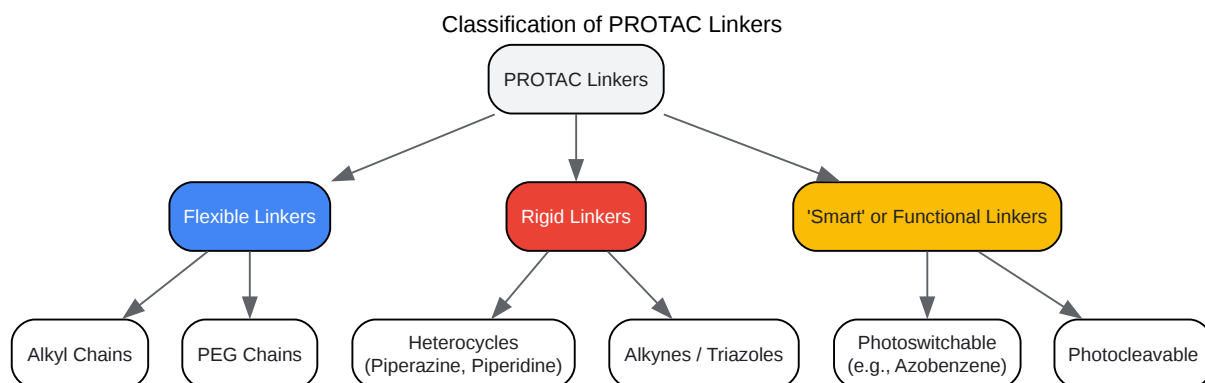 Classification of PROTAC Linkers
PROTAC Linkers
Flexible Linkers
Rigid Linkers
'Smart' or Functional Linkers
Alkyl Chains
PEG Chains
Heterocycles
(Piperazine, Piperidine)
Alkynes / Triazoles
Photoswitchable
(e.g., Azobenzene)
Photocleavable